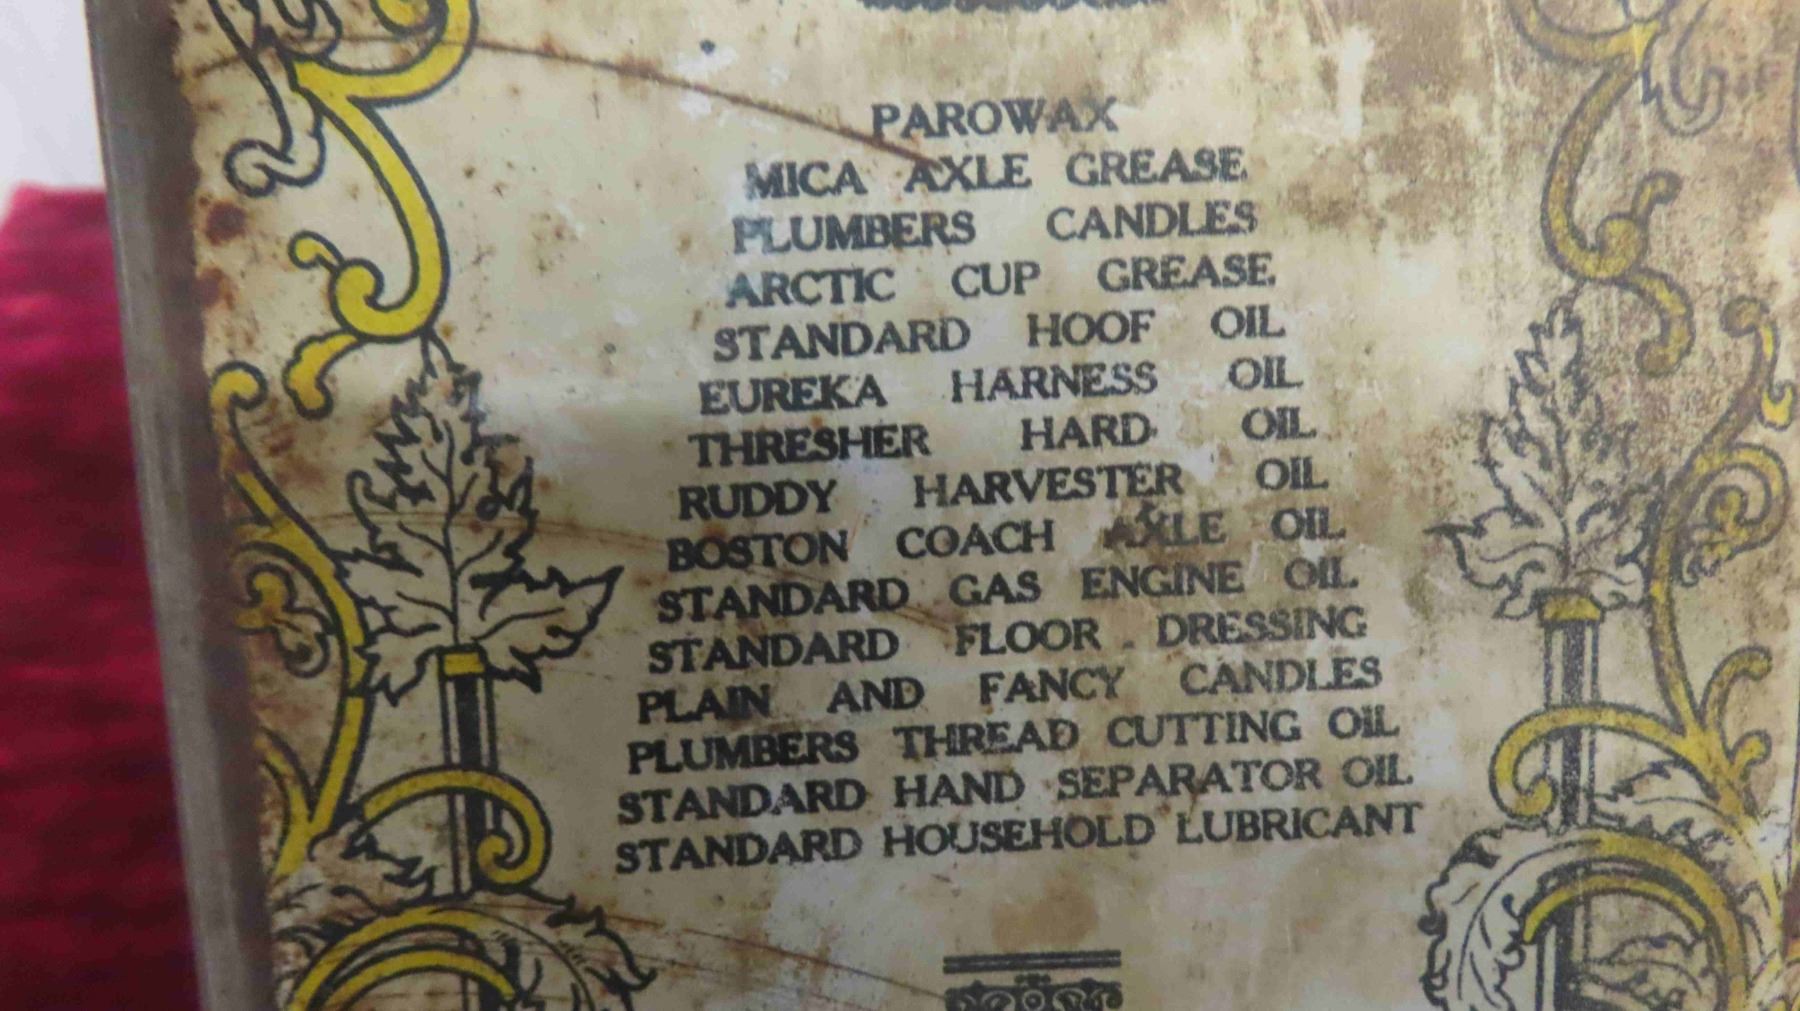 PAROWAX
MICA AXLE GREASE
PLUMBERS CANDLES
ARCTIC CUP GREASE
STANDARD HOOF OIL
EUREKA HARNESS OIL
THRESHER HARD OIL
RUDDY HARVESTER OIL
BOSTON COACH AXLE OIL
STANDARD GAS ENGINE OIL
STANDARD FLOOR DRESSING
PLAIN AND FANCY CANDLES
PLUMBERS THREAD CUTTING OIL
STANDARD HAND SEPARATOR OIL
STANDARD HOUSEHOLD LUBRICANT